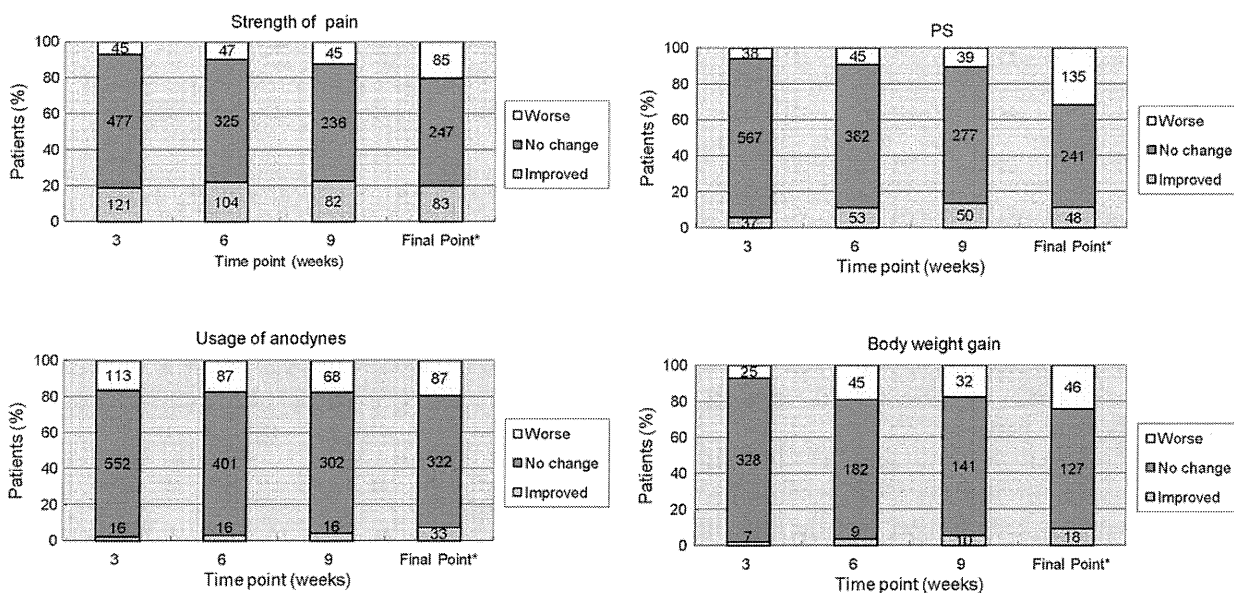 Strength of pain
Patients (%)
100
80
60
40
20
0
45 47 45 85
477 325 236 247
121 104 82 83
3 6 9 Final Point*
Time point (weeks)
Worse
No change
Improved
PS
Patients (%)
100
80
60
40
20
0
38 45 39 135
567 382 277 241
37 53 50 48
3 6 9 Final Point*
Time point (weeks)
Worse
No change
Improved
Usage of anodynes
Patients (%)
100
80
60
40
20
0
113 87 68 87
552 401 302 322
16 16 16 33
3 6 9 Final Point*
Time point (weeks)
Worse
No change
Improved
Body weight gain
Patients (%)
100
80
60
40
20
0
25 45 32 46
328 182 141 127
7 9 10 18
3 6 9 Final Point*
Time point (weeks)
Worse
No change
Improved